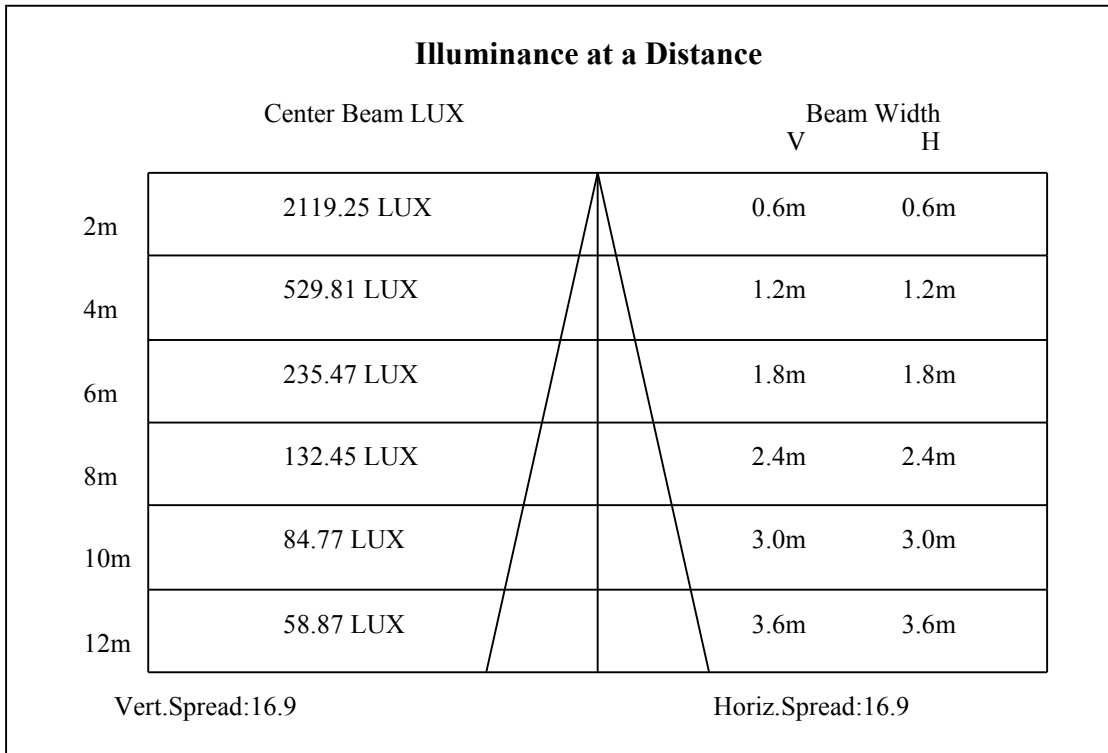 Illuminance at a Distance
Center Beam LUX Beam Width
V H
2m 2119.25 LUX 0.6m 0.6m
4m 529.81 LUX 1.2m 1.2m
6m 235.47 LUX 1.8m 1.8m
8m 132.45 LUX 2.4m 2.4m
10m 84.77 LUX 3.0m 3.0m
12m 58.87 LUX 3.6m 3.6m
Vert.Spread:16.9 Horiz.Spread:16.9